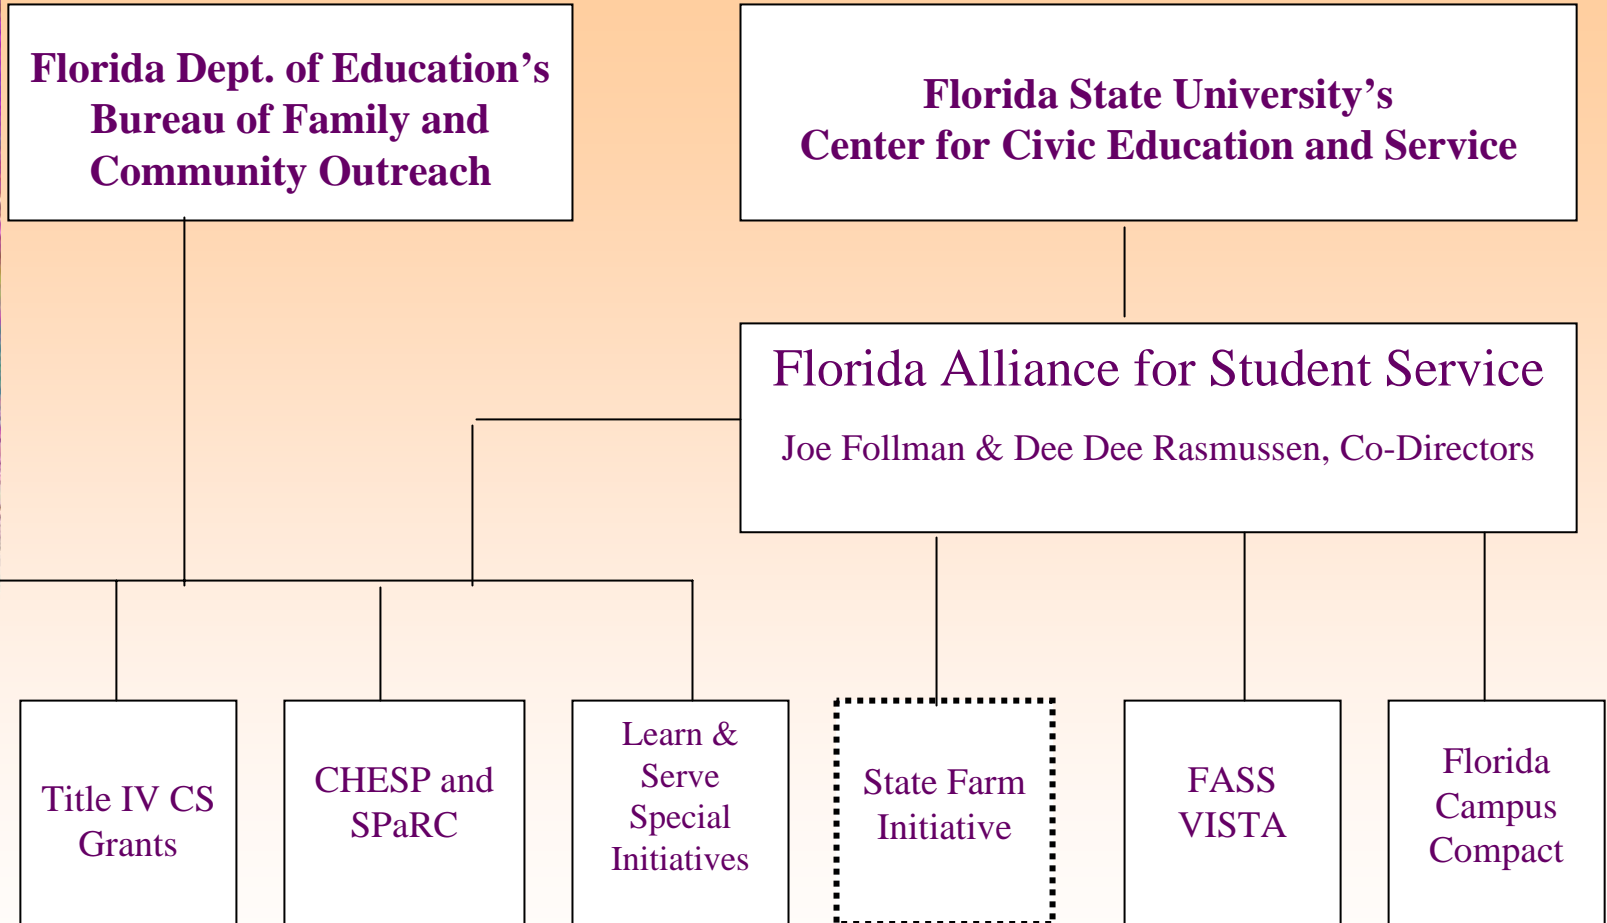 Florida Dept. of Education’s
Bureau of Family and
Community Outreach
Florida State University’s
Center for Civic Education and Service
Florida Alliance for Student Service
Joe Follman & Dee Dee Rasmussen, Co-Directors
Title IV CS
Grants
CHESP and
SPaRC
Learn &
Serve
Special
Initiatives
State Farm
Initiative
FASS
VISTA
Florida
Campus
Compact